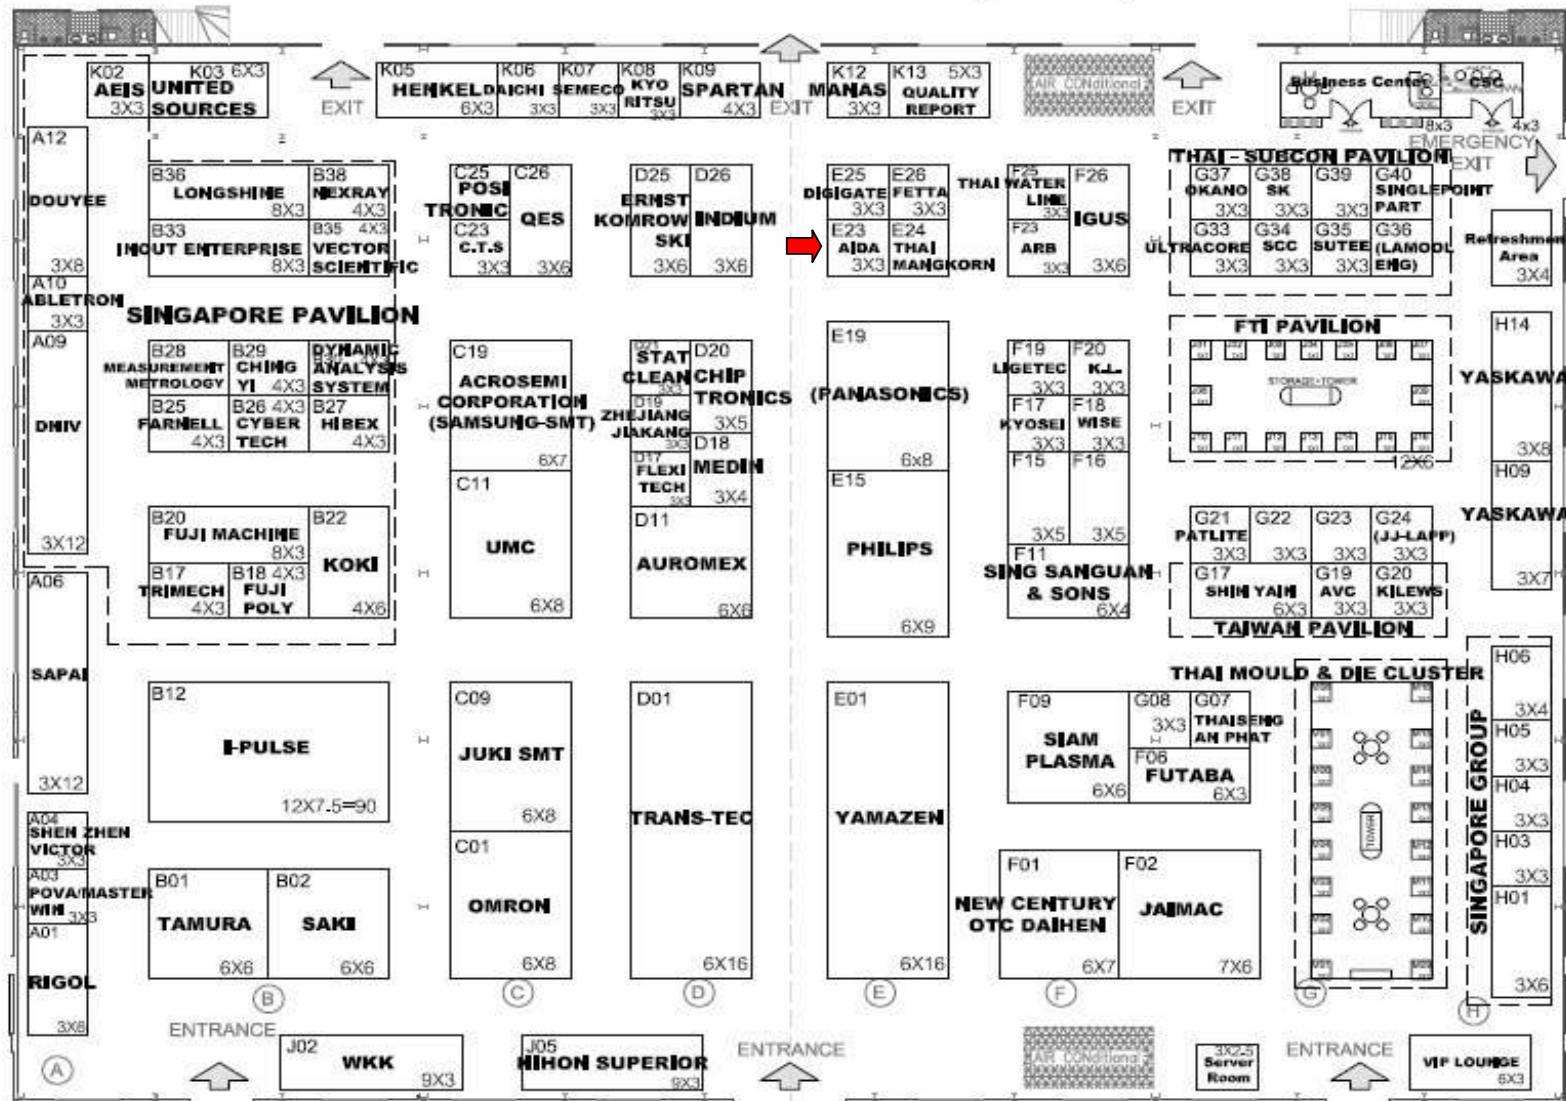 K02
AEIS
3X3
K03 6X3
UNITED
SOURCES
EXIT
K05
HENKEL
6X3
K06
DAICHI
3X3
K07
SEMECO
3X3
K08
KYO
RITSU
3X3
K09
SPARTAN
4X3
EXIT
K12
MANAS
3X3
K13 5X3
QUALITY
REPORT
AIR CONditional 2
EXIT
Business Center
8x3
CSG
4x3
EMERGENCY
EXIT
A12
DOUYEE
3X8
A10
ABLETRON
3X3
A09
DNIV
3X12
A06
SAPAI
3X12
A04
SHEN ZHEN
VICTOR
3X3
A03
POVA/MASTER
WIN 3X3
A01
RIGOL
3X6
A
B36
LONGSHINE
8X3
B38
NEXRAY
4X3
B33
INOUT ENTERPRISE
8X3
B35 4X3
VECTOR
SCIENTIFIC
SINGAPORE PAVILION
B28
MEASUREMENT
METROLOGY
B29
CHING
YI 4X3
DYNAMIC
ANALYSIS
SYSTEM
B25
FARNELL
4X3
B26 4X3
CYBER
TECH
B27
HIBEX
4X3
B20
FUJI MACHINE
8X3
B22
KOKI
4X6
B17
TRIMECH
4X3
B18 4X3
FUJI
POLY
B12
I-PULSE
12X7.5=90
B01
TAMURA
6X6
B02
SAKI
6X6
B
C25
POSI
TRONIC
C26
QES
3X6
C23
C.T.S
3X3
C19
ACROSEMI
CORPORATION
(SAMSUNG-SMT)
6X7
C11
UMC
6X8
C09
JUKI SMT
6X8
C01
OMRON
6X8
C
D25
ERNST
KOMROW
SKI
3X6
D26
INDIUM
3X6
D21
STAT
CLEAN
3X3
D20
CHIP
TRONICS
3X5
D19
ZHEJIANG
JIAKANG
3X3
D18
MEDIN
3X4
D17
FLEXI
TECH
3X3
D11
AUROMEX
6X6
D01
TRANS-TEC
6X16
D
E25
DIGIGATE
3X3
E26
FETTA
3X3
E23
AIDA
3X3
E24
THAI
MANGKORN
E19
(PANASONICS)
6x8
E15
PHILIPS
6X9
E01
YAMAZEN
6X16
E
F25
THAI WATER
LINE
3X3
F26
IGUS
3X6
F23
ARB
3X3
F19
LIGETEC
3X3
F20
K.L.
3X3
F17
KYOSEI
3X3
F18
WISE
3X3
F15
3X5
F16
3X5
F11
SING SANGUAN
& SONS
6X4
F09
SIAM
PLASMA
6X6
G08
3X3
G07
THAISENG
AN PHAT
F06
FUTABA
6X3
F01
NEW CENTURY
OTC DAIHEN
6X7
F02
JAIMAC
7X6
F
THAI - SUBCON PAVILION
G37
OKANO
3X3
G38
SK
3X3
G39
3X3
G40
SINGLEPOINT
PART
G33
ULTRACORE
3X3
G34
SCC
3X3
G35
SUTEE
3X3
G36
(LAMOOL
ENG)
FTI PAVILION
STORAGE+TOWER
12X6
G21
PATLITE
3X3
G22
3X3
G23
3X3
G24
(JJ-LAPP)
3X3
G17
SHIN YAIN
6X3
G19
AVC
3X3
G20
KILEWS
3X3
TAIWAN PAVILION
THAI MOULD & DIE CLUSTER
TOWER
G
Refreshment
Area
3X4
H14
YASKAWA
3X8
H09
YASKAWA
3X7
SINGAPORE GROUP
H06
3X4
H05
3X3
H04
3X3
H03
3X3
H01
3X6
H
ENTRANCE
J02
WKK
9X3
J05
NIHON SUPERIOR
9X3
ENTRANCE
AIR CONditional 2
3X2.5
Server
Room
ENTRANCE
VIP LOUNGE
6X3